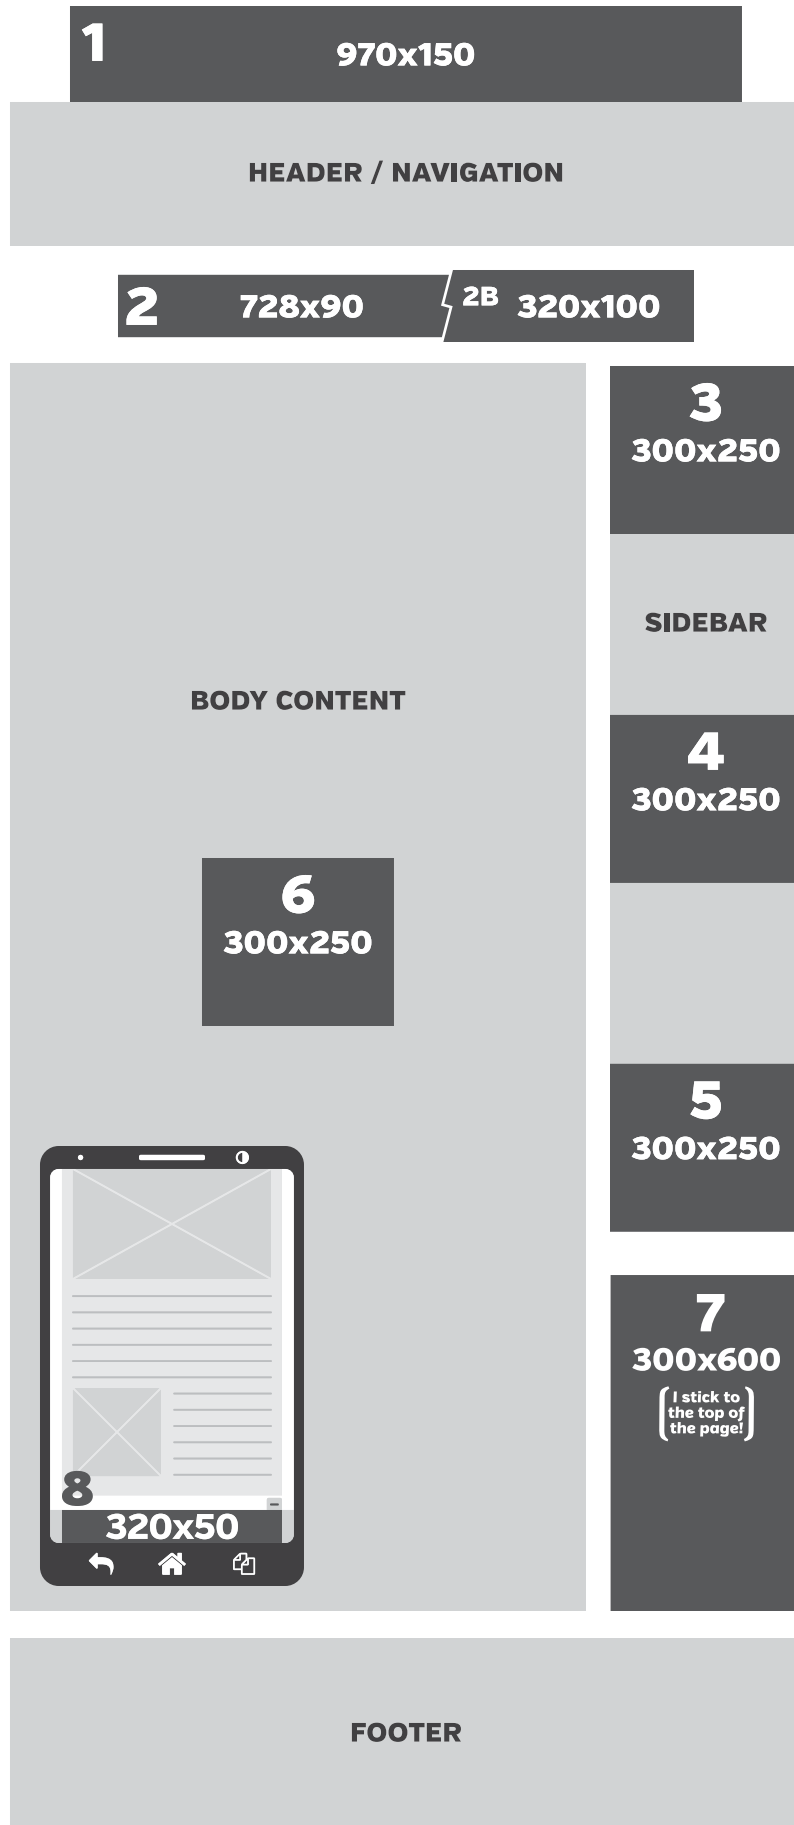 1
970x150
HEADER / NAVIGATION
2
728x90
2B
320x100
3
300x250
SIDEBAR
BODY CONTENT
4
300x250
6
300x250
5
300x250
7
300x600
I stick to
the top of
the page!
8
320x50
FOOTER